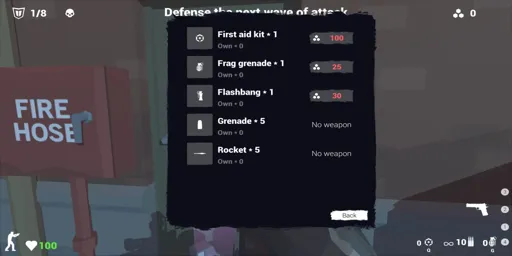 1/8
Defense the next wave of attack
0
First aid kit • 1
Own • 0
100
Frag grenade • 1
Own • 0
25
Flashbang • 1
Own • 0
30
Grenade • 5
Own • 0
No weapon
Rocket • 5
Own • 0
No weapon
Back
FIRE
HOSE
100
0
10
0
G